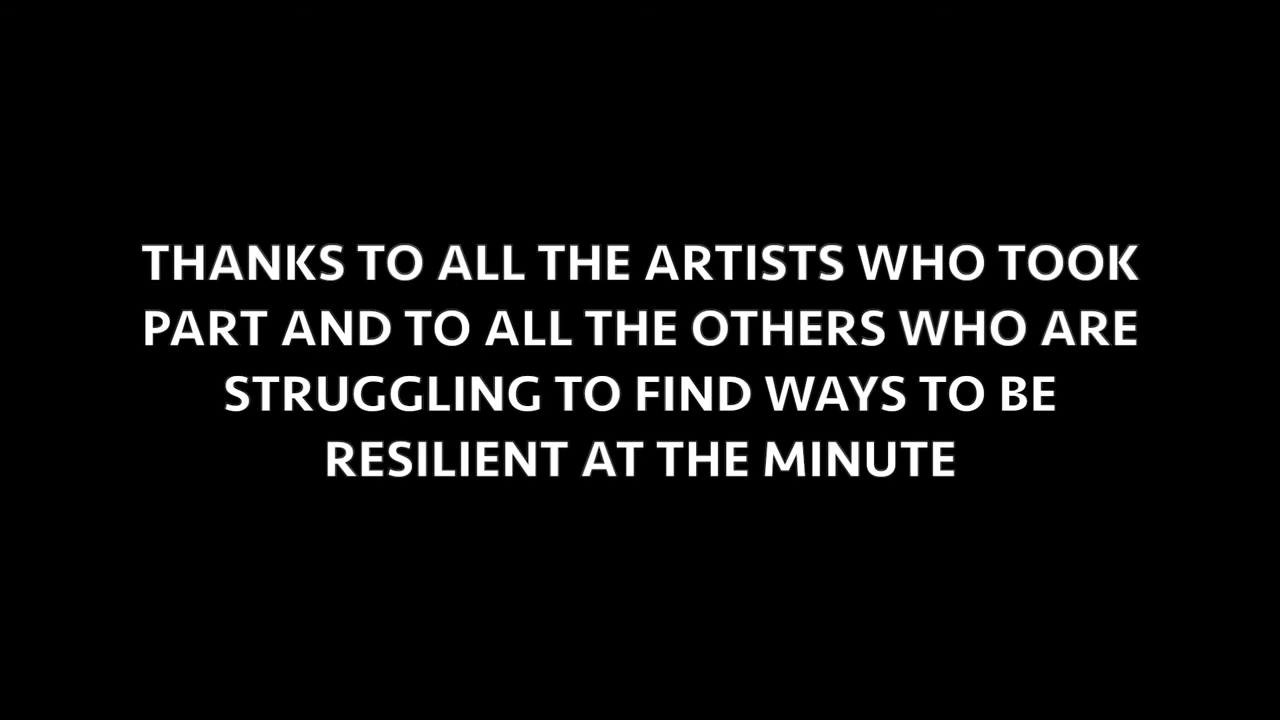 THANKS TO ALL THE ARTISTS WHO TOOK
PART AND TO ALL THE OTHERS WHO ARE
STRUGGLING TO FIND WAYS TO BE
RESILIENT AT THE MINUTE